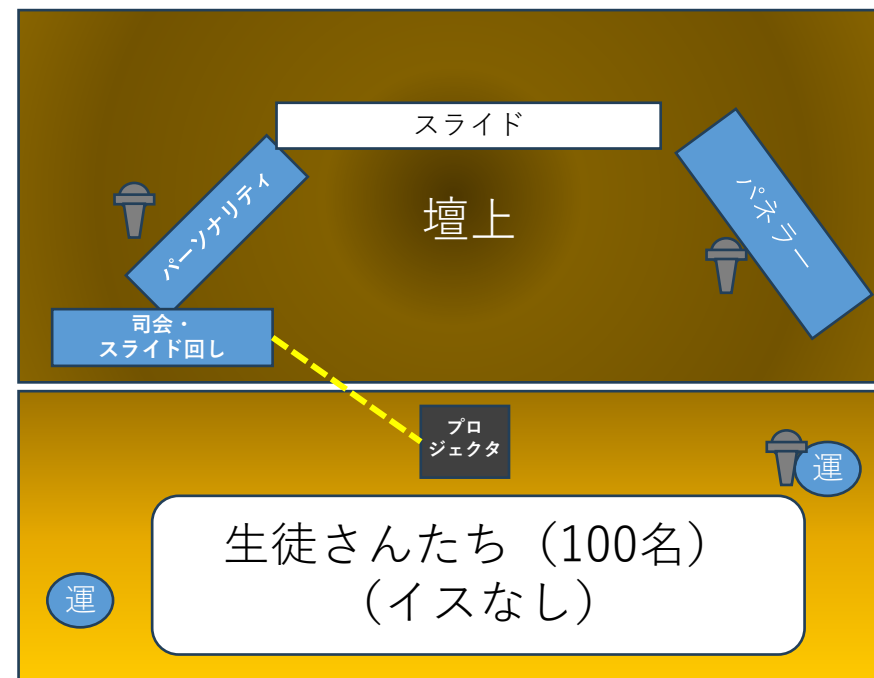 スライド
パーソナリティ
壇上
パネラー
司会・
スライド回し
プロ
ジェクタ
運
生徒さんたち（100名）
（イスなし）
運